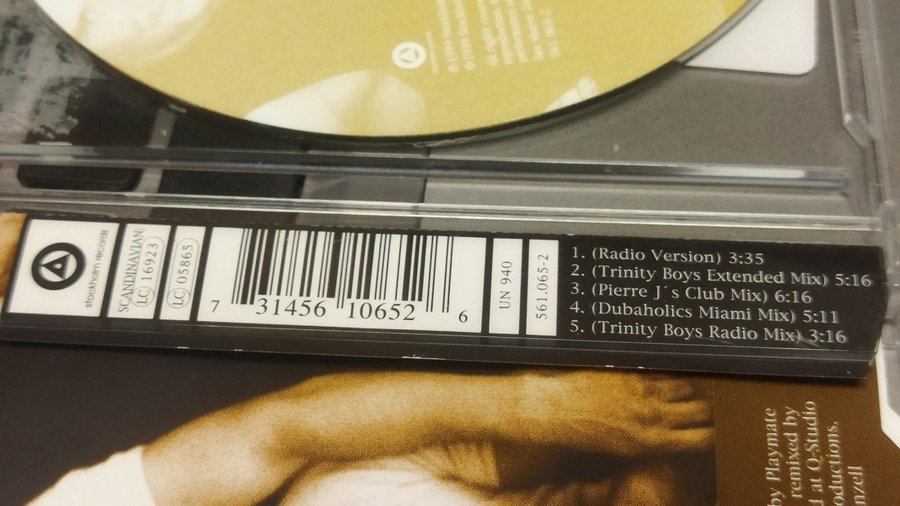 stockholm records
SCANDINAVIAN:
LC 16923
LC 05865
7 31456 10652 6
UN 940
561.065-2
1. (Radio Version) 3:35
2. (Trinity Boys Extended Mix) 5:16
3. (Pierre J´s Club Mix) 6:16
4. (Dubaholics Miami Mix) 5:11
5. (Trinity Boys Radio Mix) 3:16
by Playmate
remixed by
d at Q-Studio
oductions.
nzell